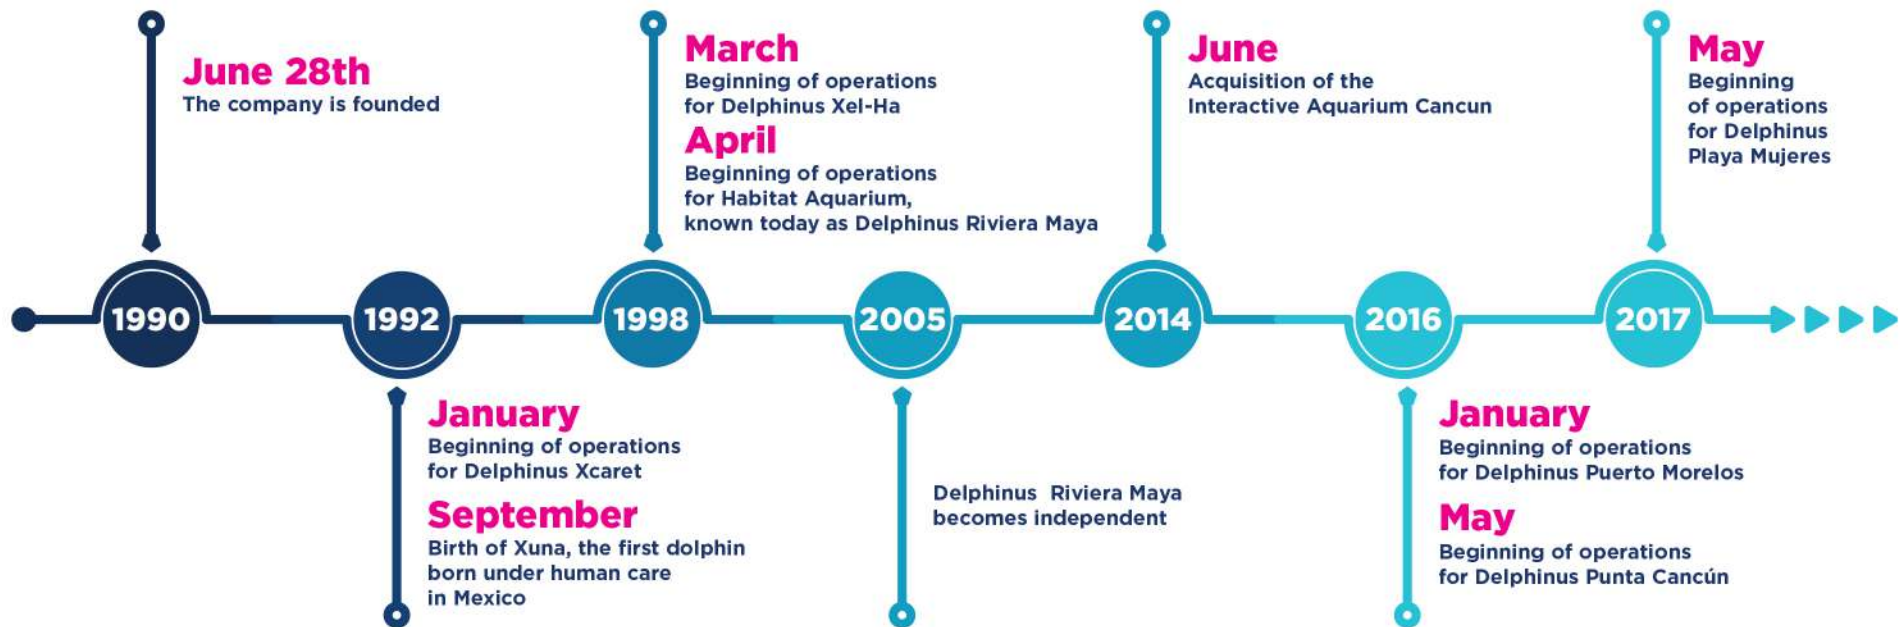 1990
June 28th
The company is founded
1992
January
Beginning of operations
for Delphinus Xcaret
September
Birth of Xuna, the first dolphin
born under human care
in Mexico
1998
March
Beginning of operations
for Delphinus Xel-Ha
April
Beginning of operations
for Habitat Aquarium,
known today as Delphinus Riviera Maya
2005
Delphinus Riviera Maya
becomes independent
2014
June
Acquisition of the
Interactive Aquarium Cancun
2016
January
Beginning of operations
for Delphinus Puerto Morelos
May
Beginning of operations
for Delphinus Punta Cancún
2017
May
Beginning
of operations
for Delphinus
Playa Mujeres